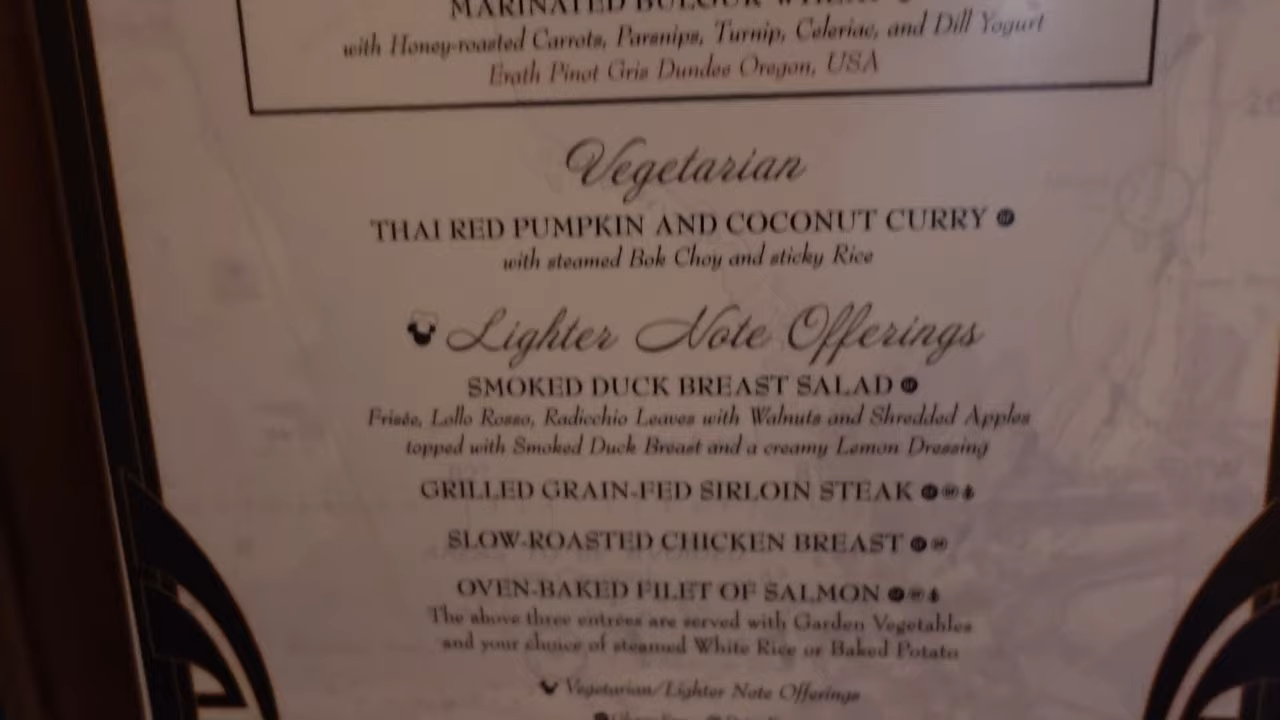 MARINATED BULGUR WHEAT
with Honey-roasted Carrots, Parsnips, Turnip, Celeriac, and Dill Yogurt
Erath Pinot Gris Dundee Oregon, USA
Vegetarian
THAI RED PUMPKIN AND COCONUT CURRY
with steamed Bok Choy and sticky Rice
Lighter Note Offerings
SMOKED DUCK BREAST SALAD
Frisée, Lollo Rosso, Radicchio Leaves with Walnuts and Shredded Apples
topped with Smoked Duck Breast and a creamy Lemon Dressing
GRILLED GRAIN-FED SIRLOIN STEAK
SLOW-ROASTED CHICKEN BREAST
OVEN-BAKED FILET OF SALMON
The above three entrées are served with Garden Vegetables
and your choice of steamed White Rice or Baked Potato
Vegetarian/Lighter Note Offerings